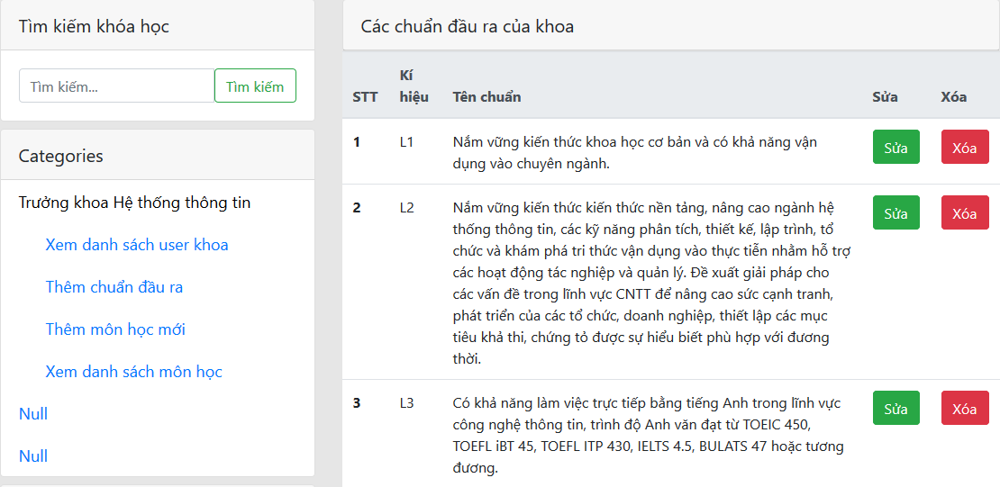 Tìm kiếm khóa học
Tìm kiếm...
Tìm kiếm
Categories
Trưởng khoa Hệ thống thông tin
Xem danh sách user khoa
Thêm chuẩn đầu ra
Thêm môn học mới
Xem danh sách môn học
Null
Null
Các chuẩn đầu ra của khoa
STT
Kí
hiệu
Tên chuẩn
Sửa
Xóa
1
L1
Nắm vững kiến thức khoa học cơ bản và có khả năng vận
dụng vào chuyên ngành.
Sửa
Xóa
2
L2
Nắm vững kiến thức kiến thức nền tảng, nâng cao ngành hệ
thống thông tin, các kỹ năng phân tích, thiết kế, lập trình, tổ
chức và khám phá tri thức vận dụng vào thực tiễn nhằm hỗ trợ
các hoạt động tác nghiệp và quản lý. Đề xuất giải pháp cho
các vấn đề trong lĩnh vực CNTT để nâng cao sức cạnh tranh,
phát triển của các tổ chức, doanh nghiệp, thiết lập các mục
tiêu khả thi, chứng tỏ được sự hiểu biết phù hợp với đương
thời.
Sửa
Xóa
3
L3
Có khả năng làm việc trực tiếp bằng tiếng Anh trong lĩnh vực
công nghệ thông tin, trình độ Anh văn đạt từ TOEIC 450,
TOEFL iBT 45, TOEFL ITP 430, IELTS 4.5, BULATS 47 hoặc tương
đương.
Sửa
Xóa